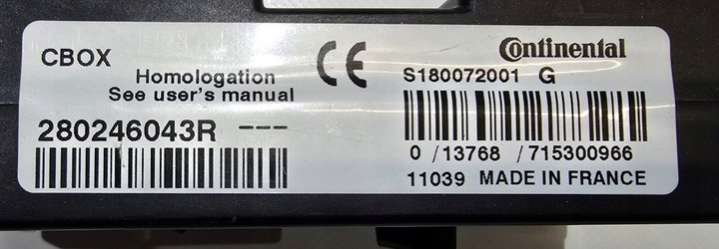 CBOX
Homologation
See user's manual
280246043R ---
CE
Continental
S180072001 G
0 /13768 /715300966
11039 MADE IN FRANCE